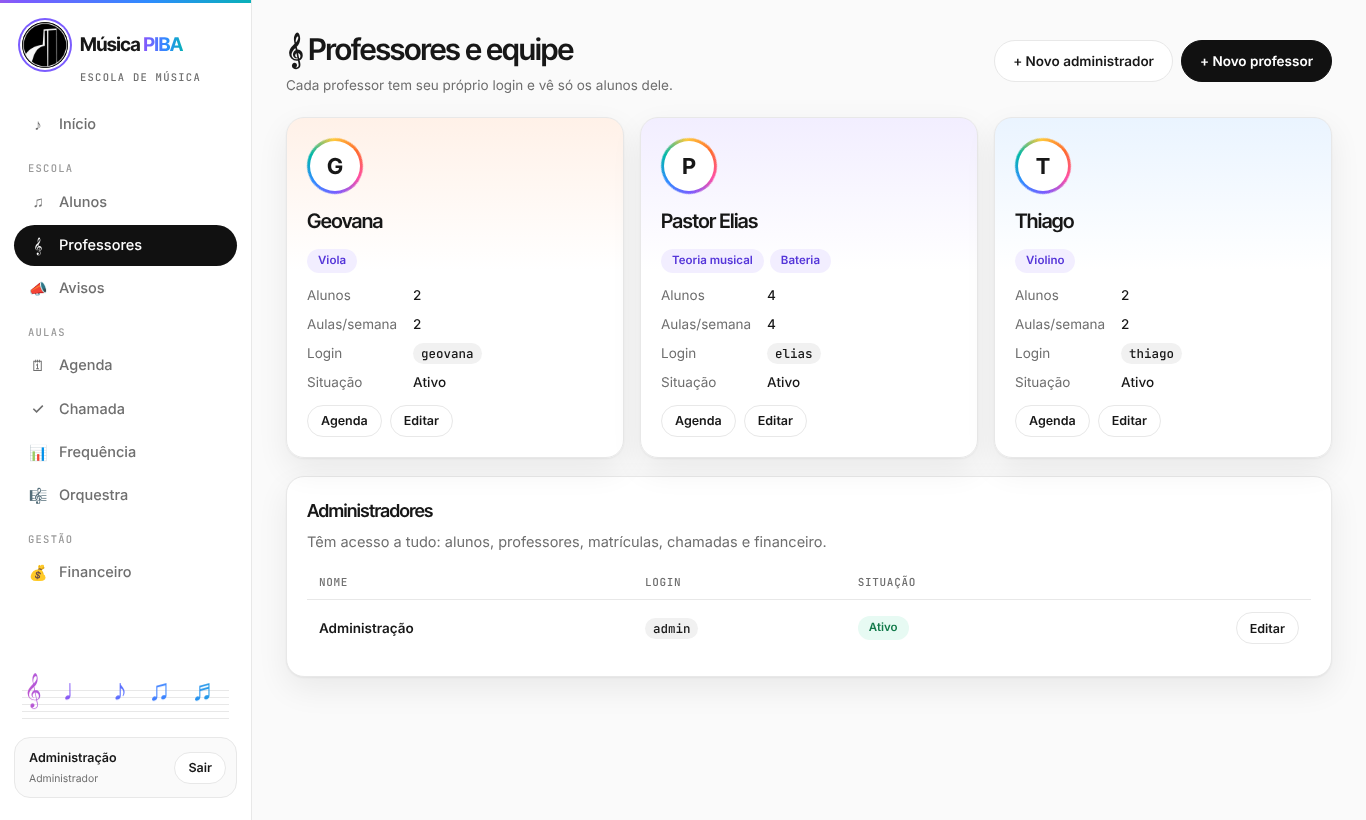 Música PIBA
ESCOLA DE MÚSICA
Início
ESCOLA
Alunos
Professores
Avisos
AULAS
Agenda
Chamada
Frequência
Orquestra
GESTÃO
Financeiro
Administração
Administrador
Sair
Professores e equipe
Cada professor tem seu próprio login e vê só os alunos dele.
+ Novo administrador
+ Novo professor
G
Geovana
Viola
Alunos 2
Aulas/semana 2
Login geovana
Situação Ativo
Agenda Editar
P
Pastor Elias
Teoria musical Bateria
Alunos 4
Aulas/semana 4
Login elias
Situação Ativo
Agenda Editar
T
Thiago
Violino
Alunos 2
Aulas/semana 2
Login thiago
Situação Ativo
Agenda Editar
Administradores
Têm acesso a tudo: alunos, professores, matrículas, chamadas e financeiro.
NOME LOGIN SITUAÇÃO
Administração admin Ativo Editar